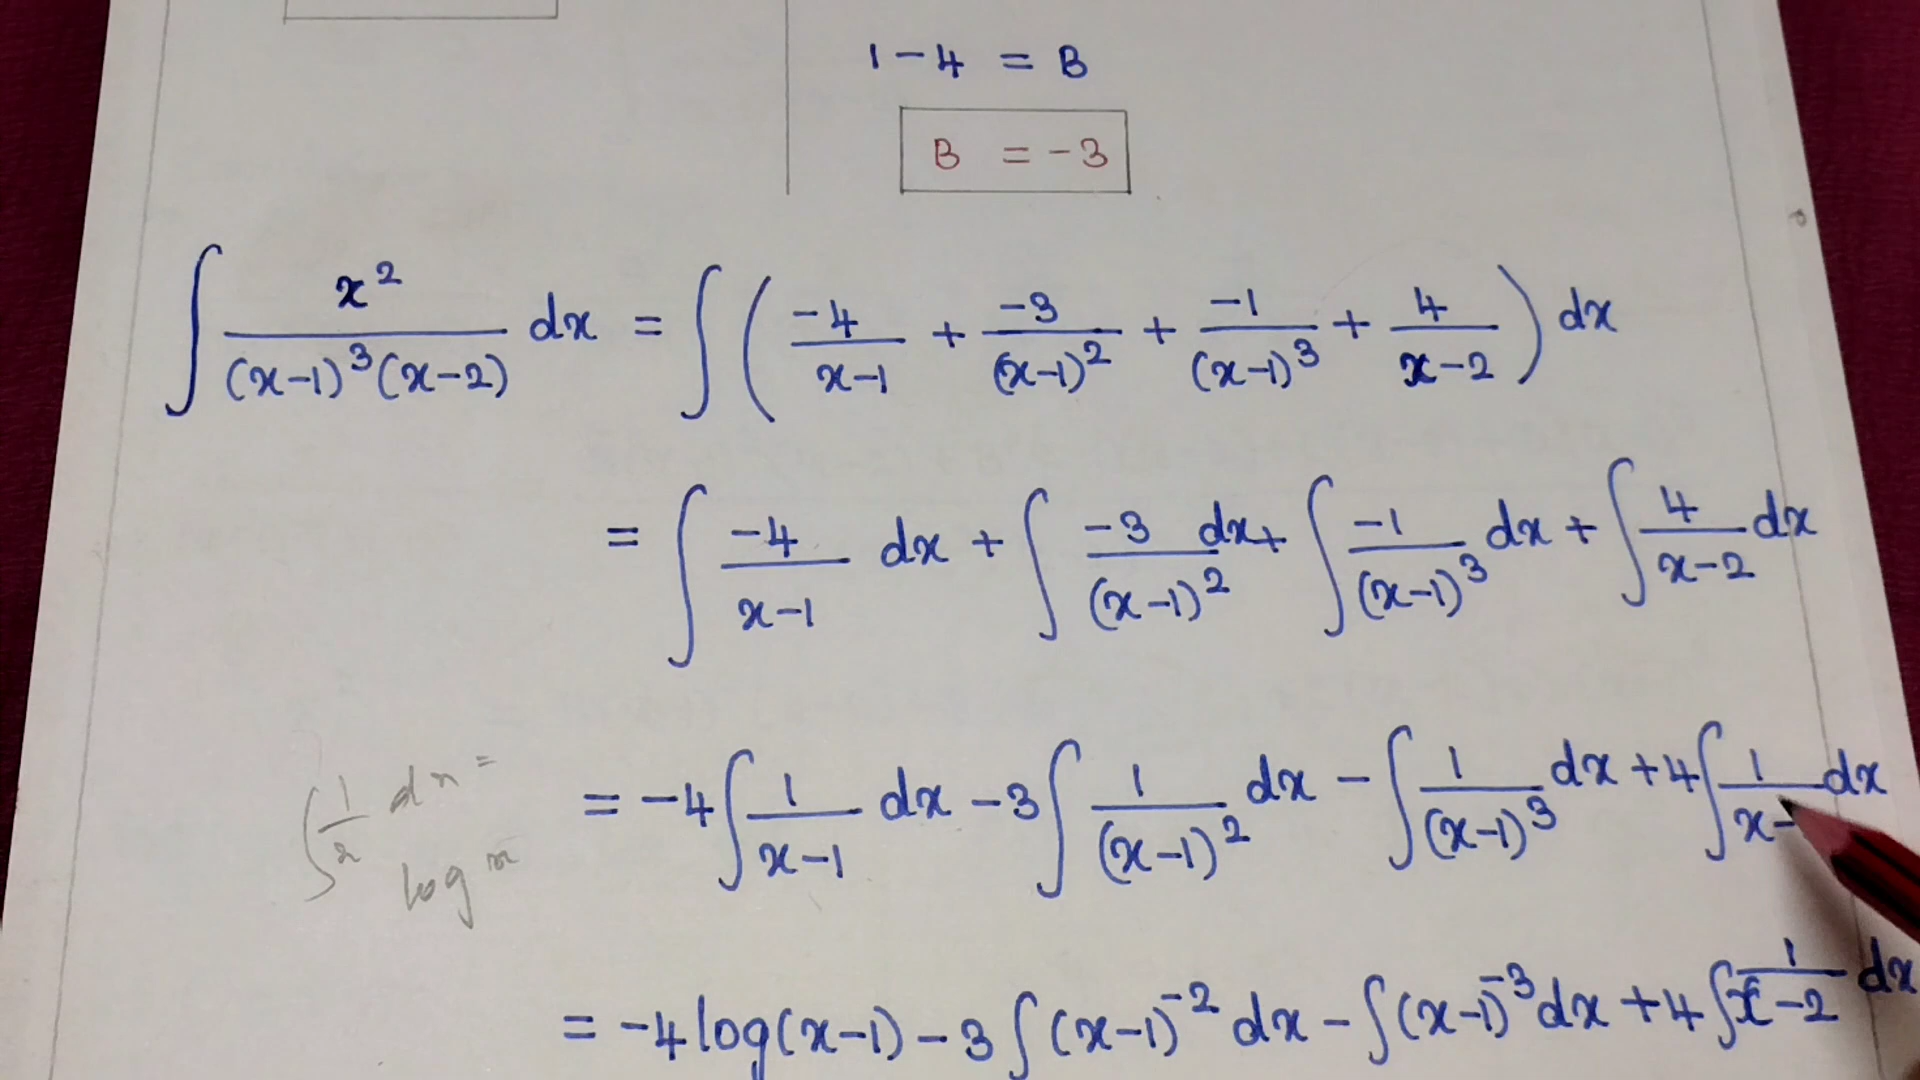 1 - 4 = B
B = -3
∫ x² / (x-1)³(x-2) dx = ∫ ( -4 / x-1 + -3 / (x-1)² + -1 / (x-1)³ + 4 / x-2 ) dx
= ∫ -4 / x-1 dx + ∫ -3 / (x-1)² dx + ∫ -1 / (x-1)³ dx + ∫ 4 / x-2 dx
= -4 ∫ 1 / x-1 dx - 3 ∫ 1 / (x-1)² dx - ∫ 1 / (x-1)³ dx + 4 ∫ 1 / x- dx
∫ 1 / x dx =
log x
= -4 log(x-1) - 3 ∫ (x-1)⁻² dx - ∫ (x-1)⁻³ dx + 4 ∫ 1 / x-2 dx